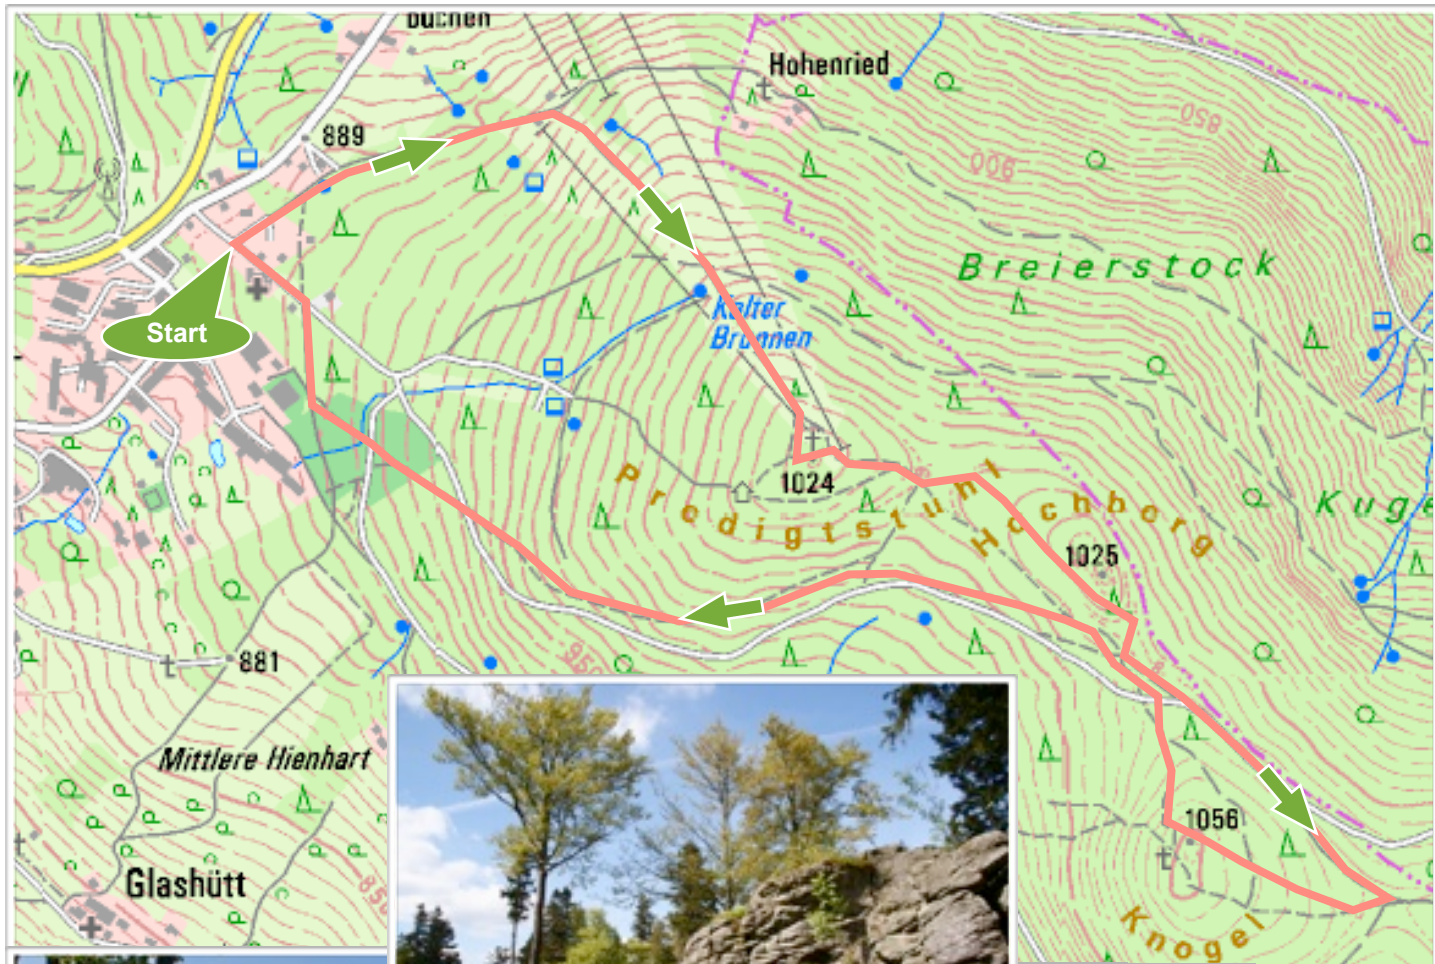 Buchen
Hohenried
889
850
900
Breierstock
Start
Kalter
Brunnen
1024
Predigtstuhl
Hochberg
1025
Kuge
950
881
Mittlere Hienhart
1056
Glashütt
850
Knogel